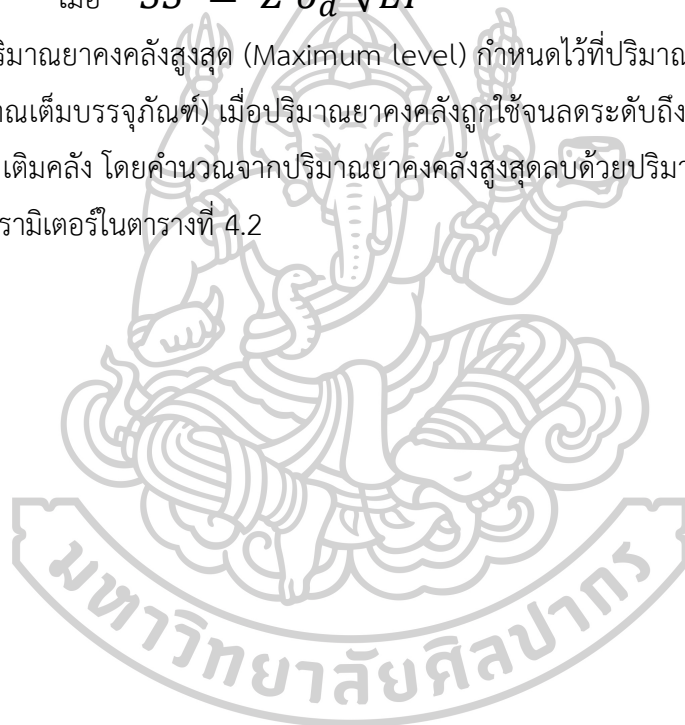 เมื่อ SS = Z σd √LT
ริมาณยาคงคลังสูงสุด (Maximum level) กำหนดไว้ที่ปริมาณ
าณเต็มบรรจุภัณฑ์) เมื่อปริมาณยาคงคลังถูกใช้จนลดระดับถึง
เติมคลัง โดยคำนวณจากปริมาณยาคงคลังสูงสุดลบด้วยปริมา
รามิเตอร์ในตารางที่ 4.2
มหาวิทยาลัยศิลปากร